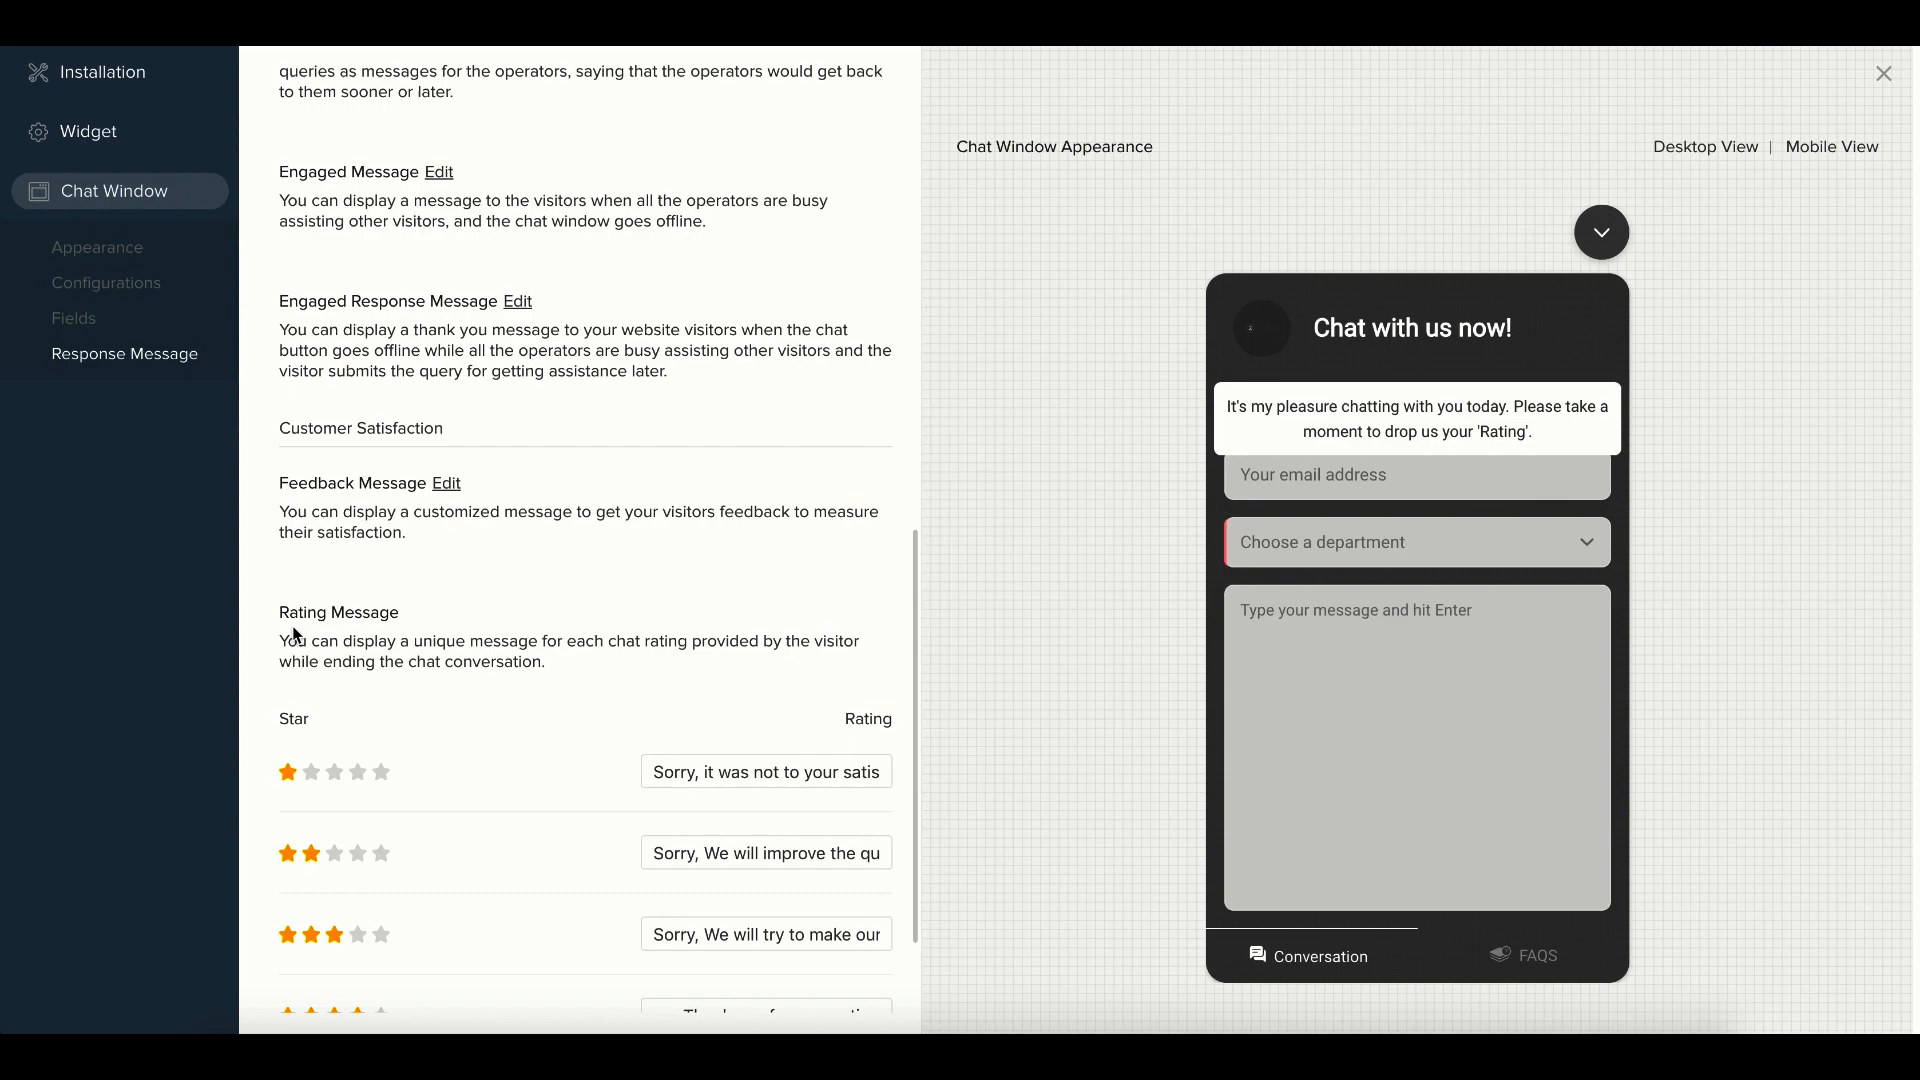 Installation
Widget
Chat Window
Appearance
Configurations
Fields
Response Message
queries as messages for the operators, saying that the operators would get back
to them sooner or later.
Engaged Message Edit
You can display a message to the visitors when all the operators are busy
assisting other visitors, and the chat window goes offline.
Engaged Response Message Edit
You can display a thank you message to your website visitors when the chat
button goes offline while all the operators are busy assisting other visitors and the
visitor submits the query for getting assistance later.
Customer Satisfaction
Feedback Message Edit
You can display a customized message to get your visitors feedback to measure
their satisfaction.
Rating Message
You can display a unique message for each chat rating provided by the visitor
while ending the chat conversation.
Star Rating
Sorry, it was not to your satis
Sorry, We will improve the qu
Sorry, We will try to make our
Chat Window Appearance
Desktop View | Mobile View
Chat with us now!
It's my pleasure chatting with you today. Please take a
moment to drop us your 'Rating'.
Your email address
Choose a department
Type your message and hit Enter
Conversation FAQS